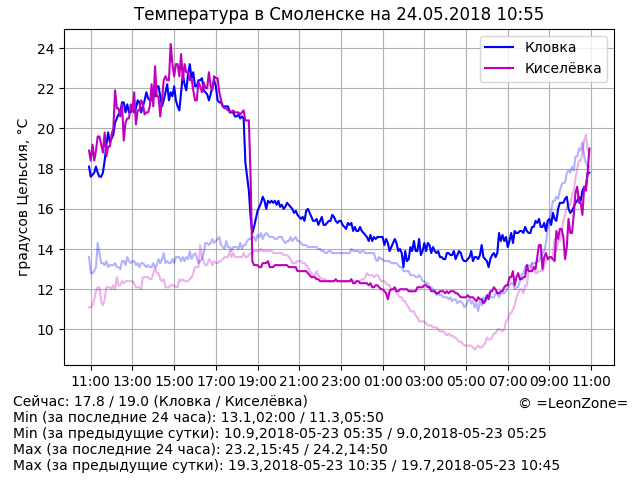 Температура в Смоленске на 24.05.2018 10:55
градусов Цельсия, °C
24
22
20
18
16
14
12
10
Кловка
Киселёвка
11:00 13:00 15:00 17:00 19:00 21:00 23:00 01:00 03:00 05:00 07:00 09:00 11:00
Сейчас: 17.8 / 19.0 (Кловка / Киселёвка)
© =LeonZone=
Min (за последние 24 часа): 13.1,02:00 / 11.3,05:50
Min (за предыдущие сутки): 10.9,2018-05-23 05:35 / 9.0,2018-05-23 05:25
Max (за последние 24 часа): 23.2,15:45 / 24.2,14:50
Max (за предыдущие сутки): 19.3,2018-05-23 10:35 / 19.7,2018-05-23 10:45